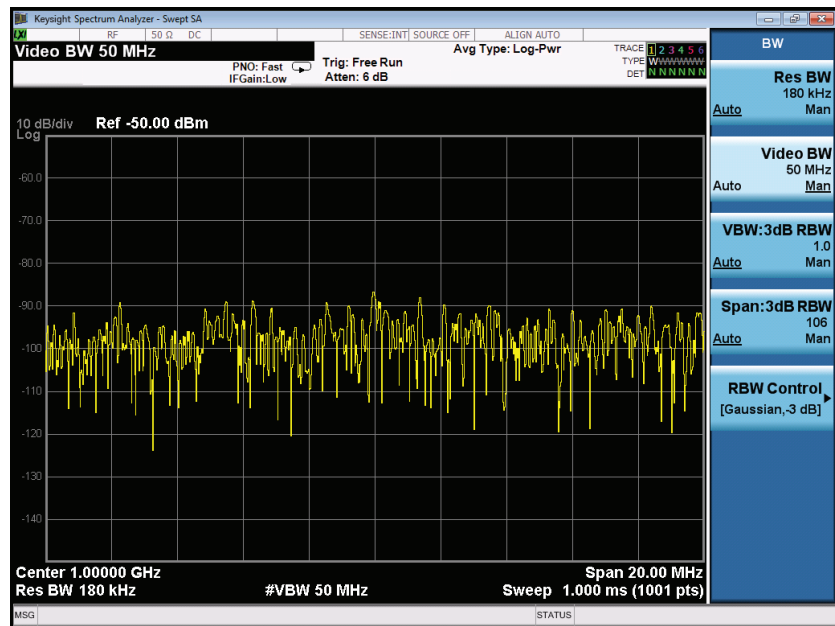 Keysight Spectrum Analyzer - Swept SA
LXI RF 50 Ω DC SENSE:INT SOURCE OFF ALIGN AUTO
Video BW 50 MHz
PNO: Fast
IFGain:Low
Trig: Free Run
Atten: 6 dB
Avg Type: Log-Pwr
TRACE 1 2 3 4 5 6
TYPE W W W W W W
DET N N N N N N
10 dB/div Ref -50.00 dBm
Log
-60.0
-70.0
-80.0
-90.0
-100
-110
-120
-130
-140
Center 1.00000 GHz Span 20.00 MHz
Res BW 180 kHz #VBW 50 MHz Sweep 1.000 ms (1001 pts)
MSG STATUS
BW
Res BW
180 kHz
Auto Man
Video BW
50 MHz
Auto Man
VBW:3dB RBW
1.0
Auto Man
Span:3dB RBW
106
Auto Man
RBW Control
[Gaussian,-3 dB]